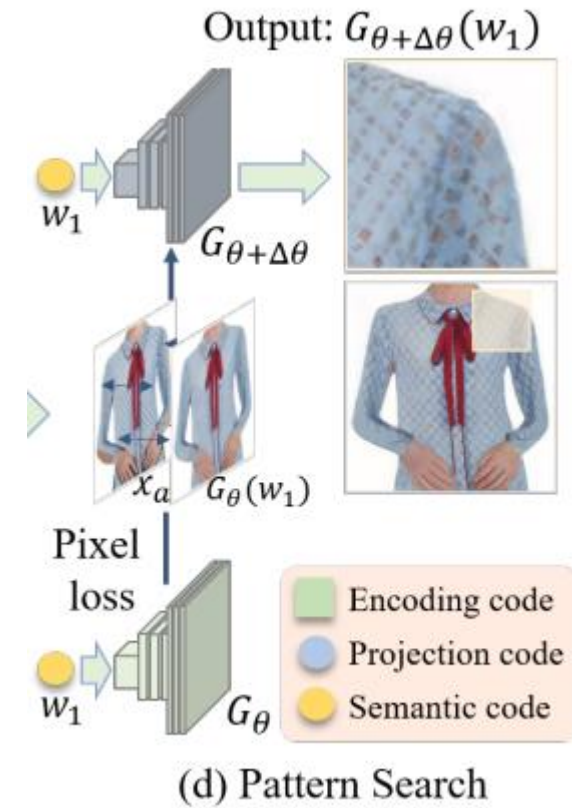 Output: G_{θ+Δθ}(w_1)
w_1
G_{θ+Δθ}
x_a
G_θ(w_1)
Pixel
loss
w_1
G_θ
Encoding code
Projection code
Semantic code
(d) Pattern Search